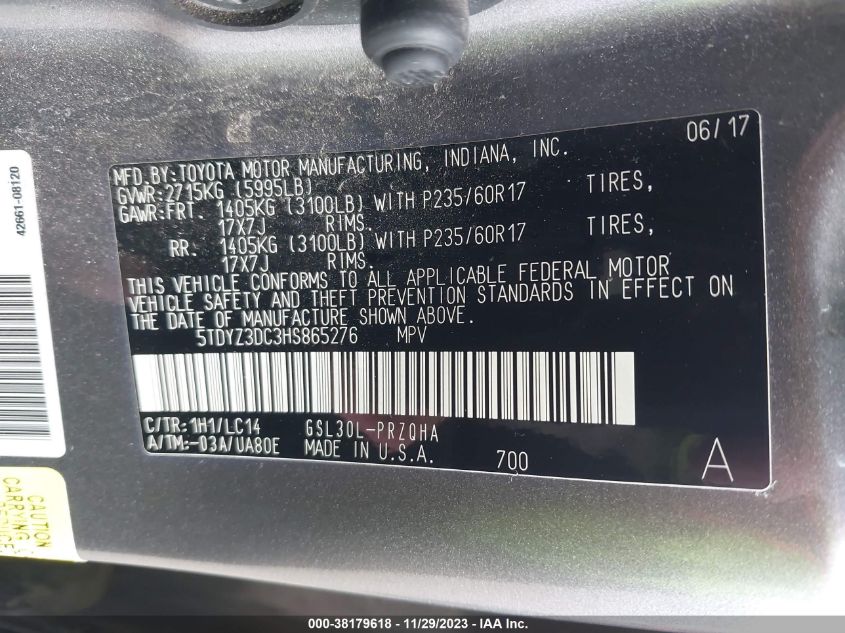 06/17
MFD.BY:TOYOTA MOTOR MANUFACTURING, INDIANA, INC.
GVWR:2715KG (5995LB)
GAWR:FRT. 1405KG (3100LB) WITH P235/60R17 TIRES,
17X7J RIMS.
RR. 1405KG (3100LB) WITH P235/60R17 TIRES,
17X7J RIMS.
THIS VEHICLE CONFORMS TO ALL APPLICABLE FEDERAL MOTOR
VEHICLE SAFETY AND THEFT PREVENTION STANDARDS IN EFFECT ON
THE DATE OF MANUFACTURE SHOWN ABOVE.
5TDYZ3DC3HS865276 MPV
C/TR:1H1/LC14 GSL30L-PRZQHA
A/TM:-03A/UA80E MADE IN U.S.A. 700 A
42661-08120
CAUTION
CARRYING
000-38179618 - 11/29/2023 - IAAI.com